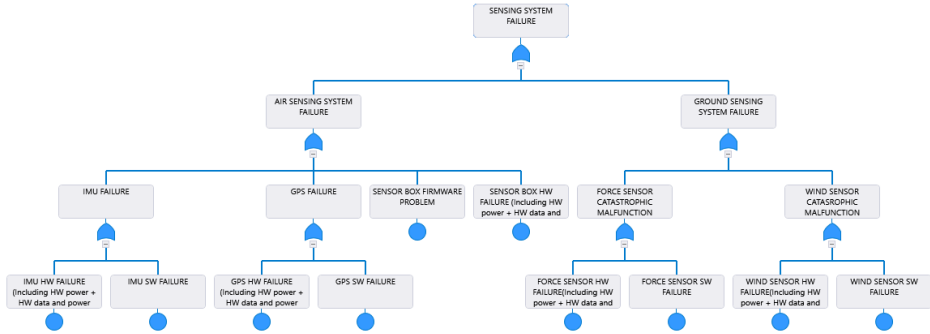 SENSING SYSTEM
FAILURE
AIR SENSING SYSTEM
FAILURE
GROUND SENSING
SYSTEM FAILURE
IMU FAILURE
GPS FAILURE
SENSOR BOX FIRMWARE
PROBLEM
SENSOR BOX HW
FAILURE (Including HW
power + HW data and
FORCE SENSOR
CATASTROPHIC
MALFUNCTION
WIND SENSOR
CATASTROPHIC
MALFUNCTION
IMU HW FAILURE
(Including HW power +
HW data and power
IMU SW FAILURE
GPS HW FAILURE
(Including HW power +
HW data and power
GPS SW FAILURE
FORCE SENSOR HW
FAILURE(Including HW
power + HW data and
FORCE SENSOR SW
FAILURE
WIND SENSOR HW
FAILURE(Including HW
power + HW data and
WIND SENSOR SW
FAILURE